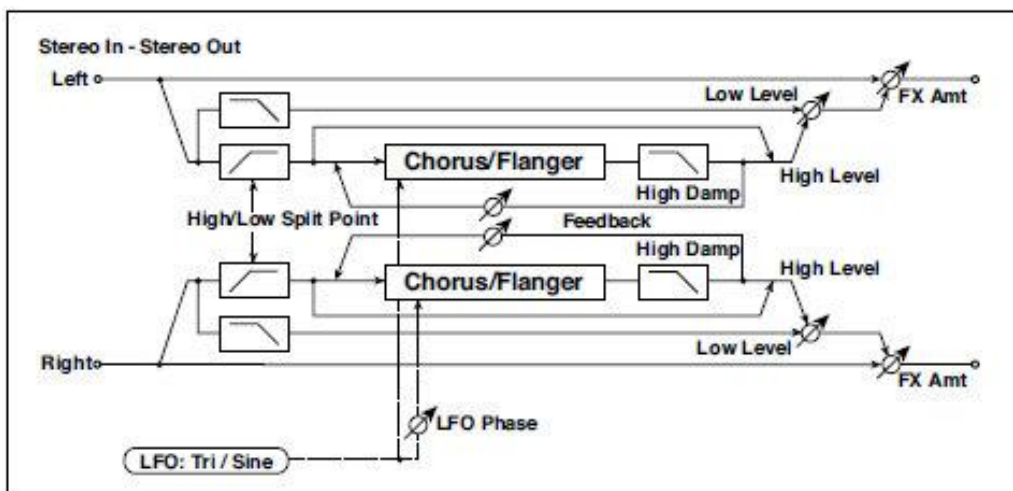 Stereo In - Stereo Out
Left
Low Level
FX Amt
Chorus/Flanger
High Damp
High Level
High/Low Split Point
Feedback
High Damp
High Level
Chorus/Flanger
Low Level
Right
FX Amt
LFO Phase
LFO: Tri / Sine